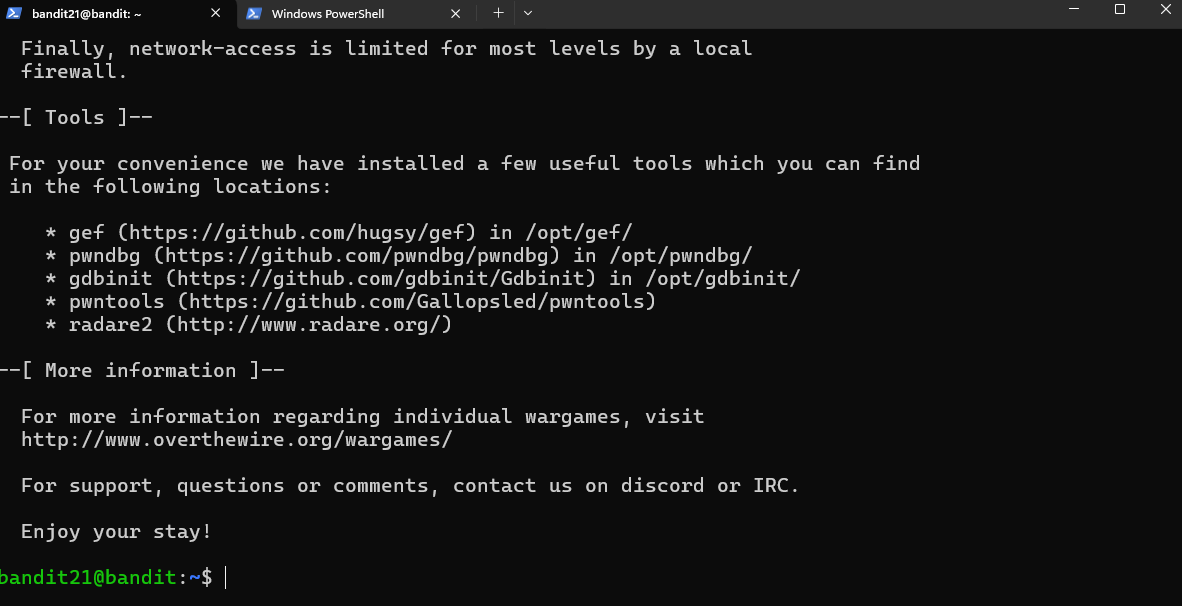 bandit21@bandit: ~
Windows PowerShell
Finally, network-access is limited for most levels by a local
firewall.
--[ Tools ]--
For your convenience we have installed a few useful tools which you can find
in the following locations:
* gef (https://github.com/hugsy/gef) in /opt/gef/
* pwndbg (https://github.com/pwndbg/pwndbg) in /opt/pwndbg/
* gdbinit (https://github.com/gdbinit/Gdbinit) in /opt/gdbinit/
* pwntools (https://github.com/Gallopsled/pwntools)
* radare2 (http://www.radare.org/)
--[ More information ]--
For more information regarding individual wargames, visit
http://www.overthewire.org/wargames/
For support, questions or comments, contact us on discord or IRC.
Enjoy your stay!
bandit21@bandit:~$